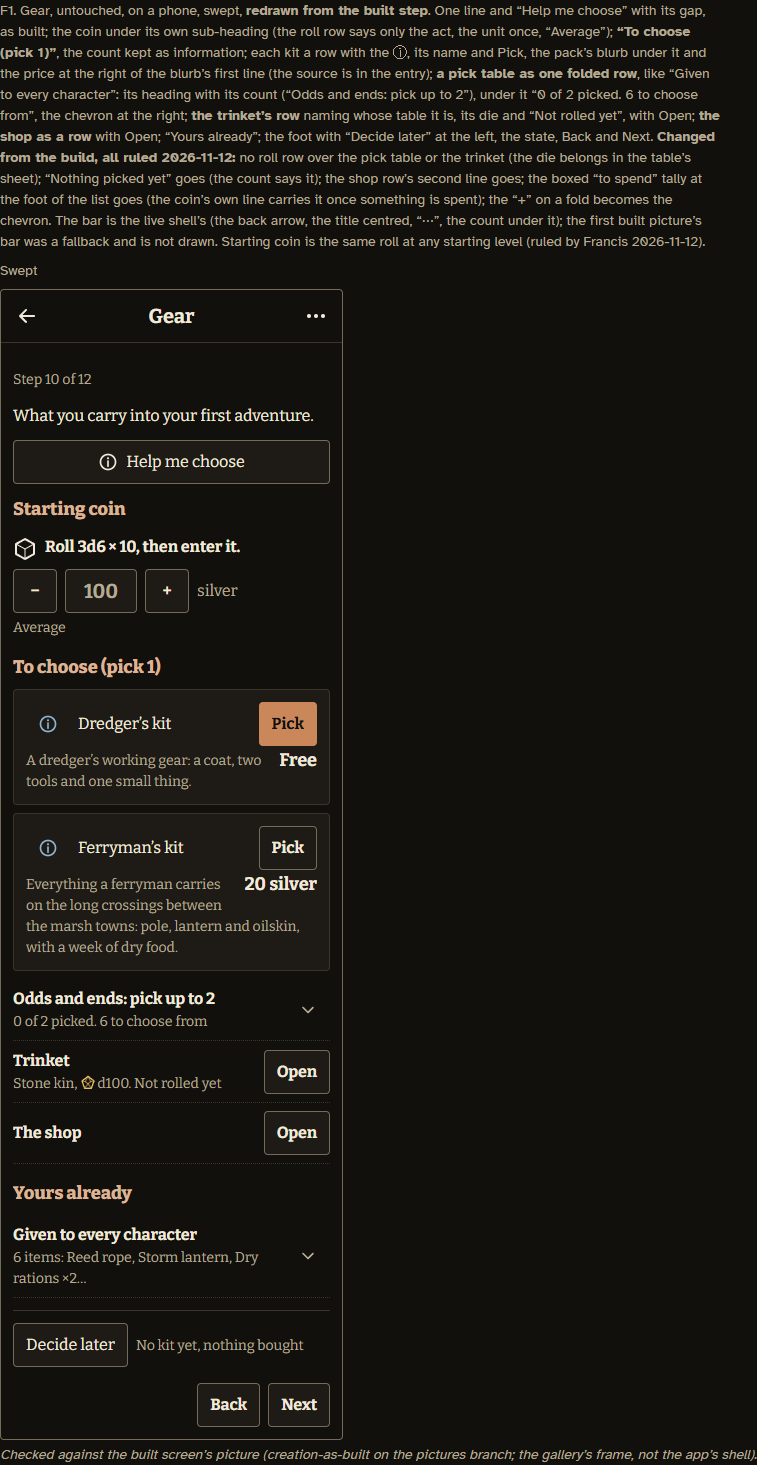 F1. Gear, untouched, on a phone, swept, redrawn from the built step. One line and “Help me choose” with its gap,
as built; the coin under its own sub-heading (the roll row says only the act, the unit once, “Average”); “To choose
(pick 1)”, the count kept as information; each kit a row with the ⓘ, its name and Pick, the pack’s blurb under it and
the price at the right of the blurb’s first line (the source is in the entry); a pick table as one folded row, like “Given
to every character”: its heading with its count (“Odds and ends: pick up to 2”), under it “0 of 2 picked. 6 to choose
from”, the chevron at the right; the trinket’s row naming whose table it is, its die and “Not rolled yet”, with Open; the
shop as a row with Open; “Yours already”; the foot with “Decide later” at the left, the state, Back and Next. Changed
from the build, all ruled 2026-11-12: no roll row over the pick table or the trinket (the die belongs in the table’s
sheet); “Nothing picked yet” goes (the count says it); the shop row’s second line goes; the boxed “to spend” tally at
the foot of the list goes (the coin’s own line carries it once something is spent); the “+” on a fold becomes the
chevron. The bar is the live shell’s (the back arrow, the title centred, “···”, the count under it); the first built picture’s
bar was a fallback and is not drawn. Starting coin is the same roll at any starting level (ruled by Francis 2026-11-12).
Swept
Gear
Step 10 of 12
What you carry into your first adventure.
Help me choose
Starting coin
Roll 3d6 × 10, then enter it.
− 100 + silver
Average
To choose (pick 1)
Dredger’s kit Pick
A dredger’s working gear: a coat, two Free
tools and one small thing.
Ferryman’s kit Pick
Everything a ferryman carries 20 silver
on the long crossings between
the marsh towns: pole, lantern and oilskin,
with a week of dry food.
Odds and ends: pick up to 2
0 of 2 picked. 6 to choose from
Trinket
Stone kin, d100. Not rolled yet
Open
The shop Open
Yours already
Given to every character
6 items: Reed rope, Storm lantern, Dry
rations ×2…
Decide later No kit yet, nothing bought
Back Next
Checked against the built screen’s picture (creation-as-built on the pictures branch; the gallery’s frame, not the app’s shell).